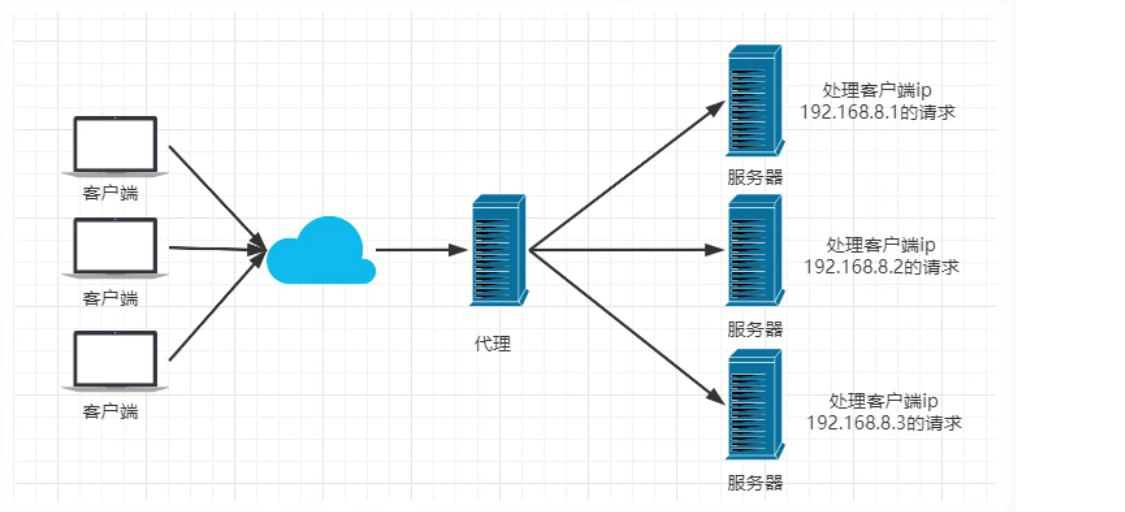 客户端
客户端
客户端
代理
处理客户端ip
192.168.8.1的请求
服务器
处理客户端ip
192.168.8.2的请求
服务器
处理客户端ip
192.168.8.3的请求
服务器